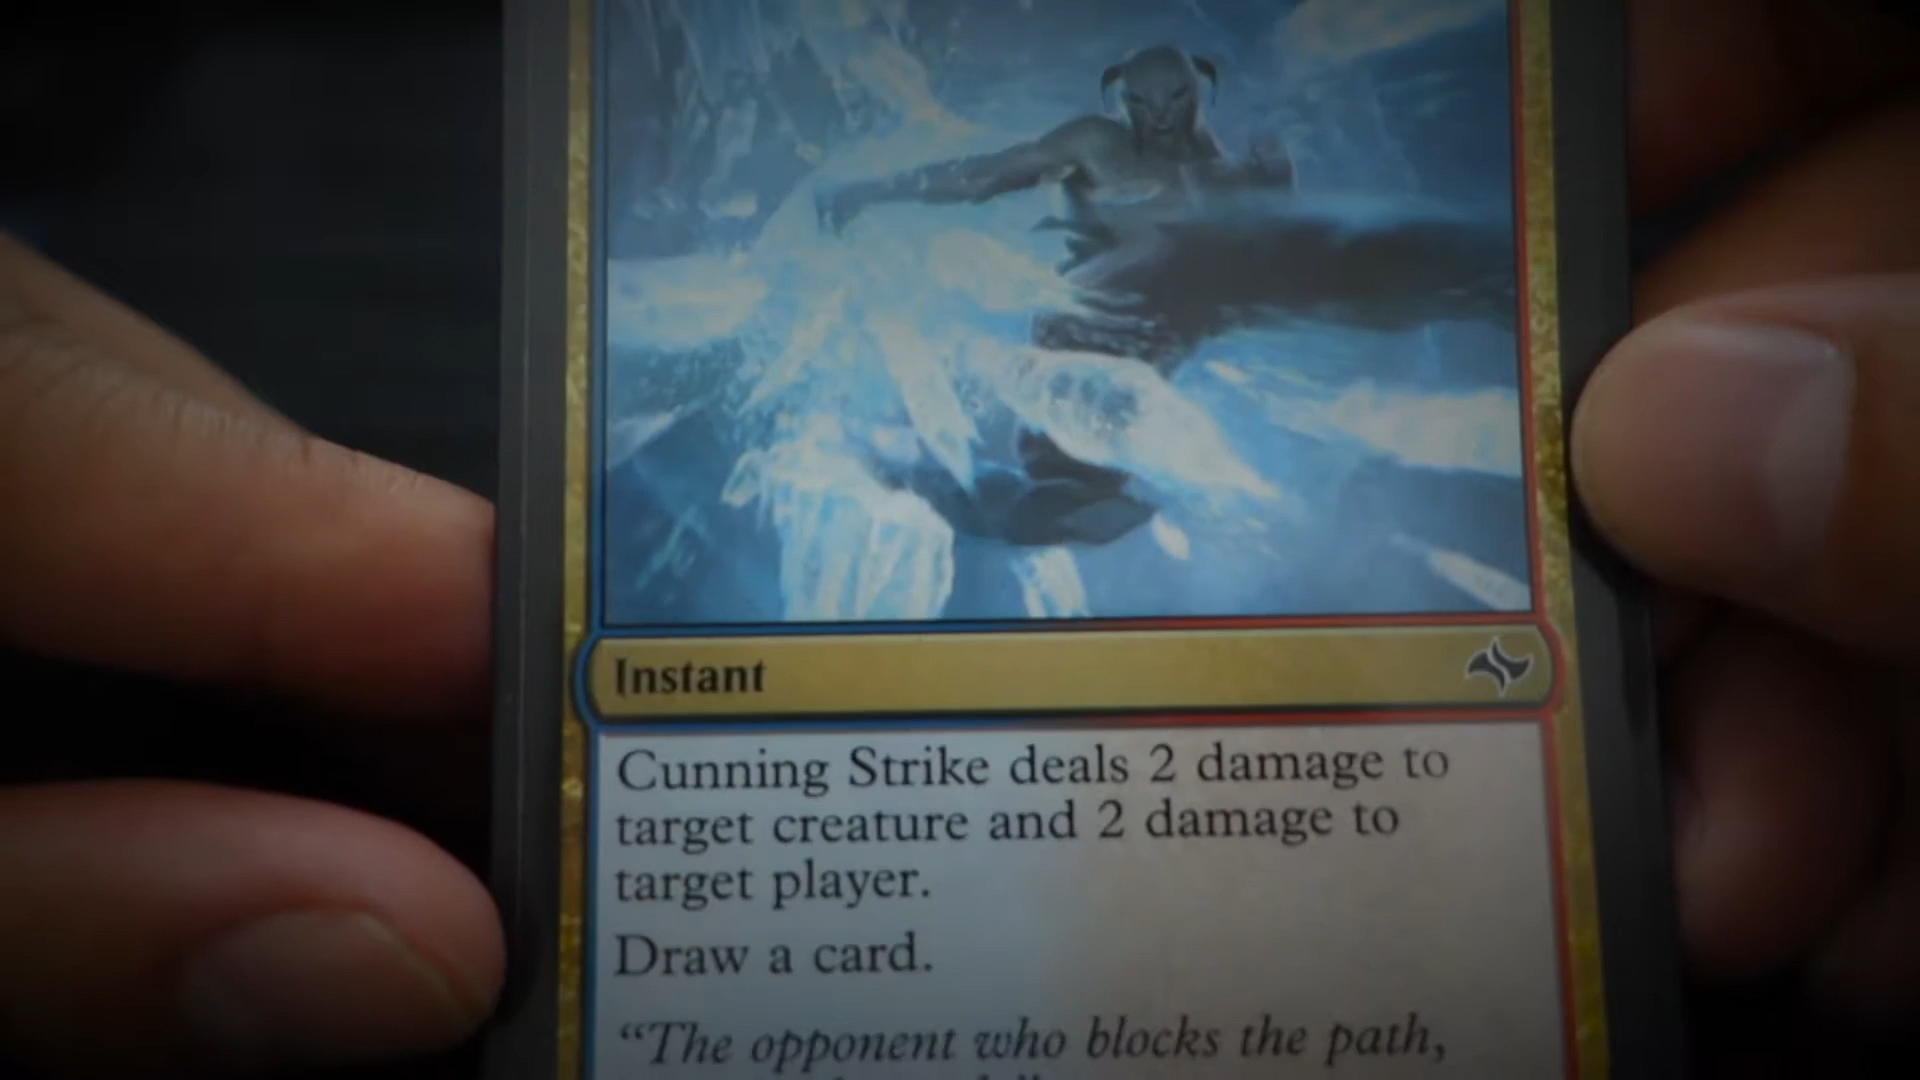 Instant
Cunning Strike deals 2 damage to
target creature and 2 damage to
target player.
Draw a card.
“The opponent who blocks the path,